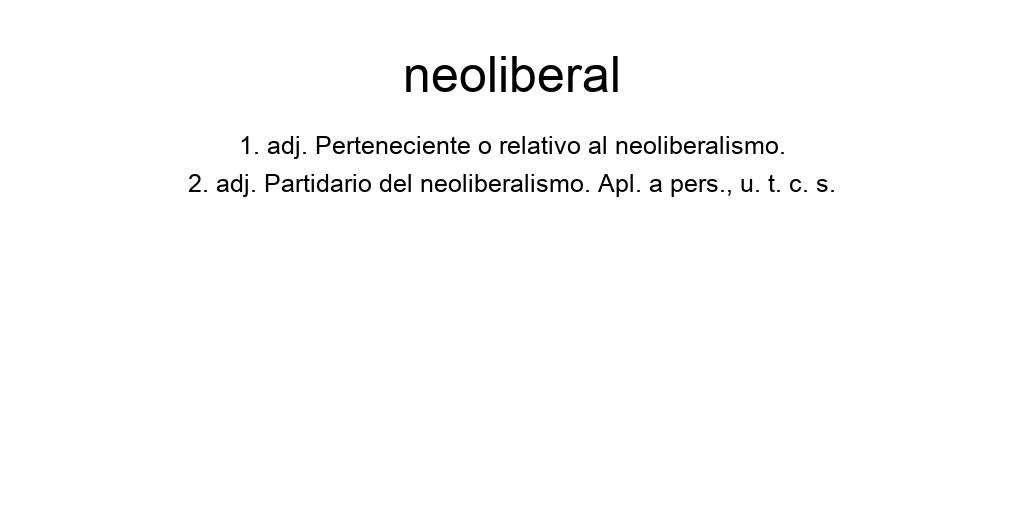 neoliberal
1. adj. Perteneciente o relativo al neoliberalismo.
2. adj. Partidario del neoliberalismo. Apl. a pers., u. t. c. s.